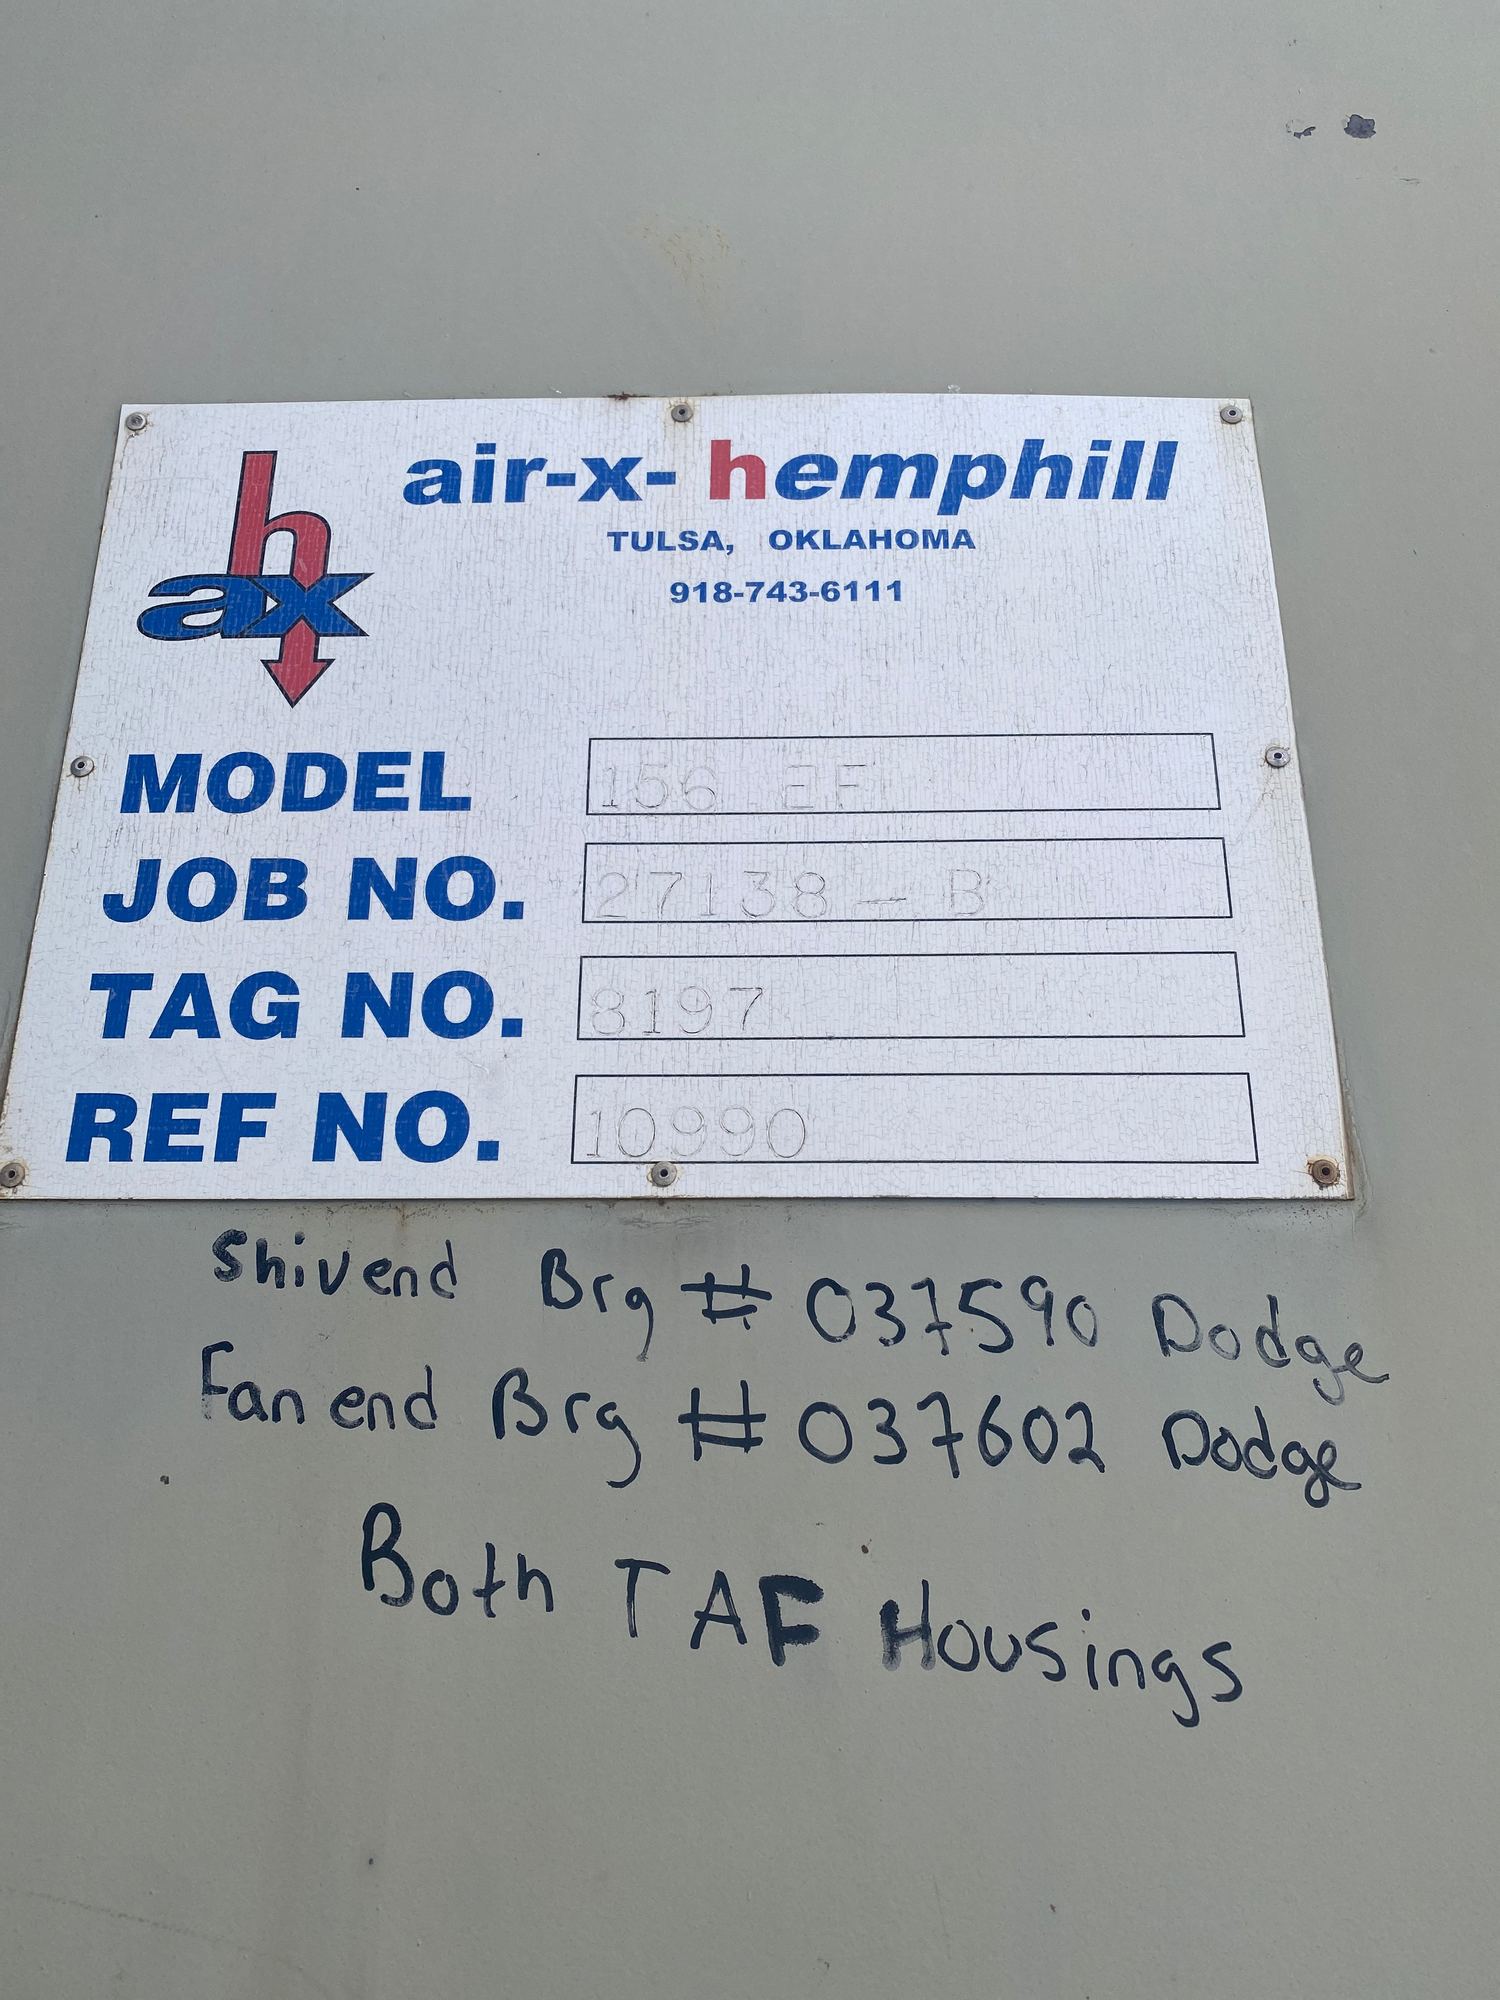 h
ax
air-x-hemphill
TULSA, OKLAHOMA
918-743-6111
MODEL 156 EF
JOB NO. 27138-B
TAG NO. 8197
REF NO. 10990
Shivend Brg # 037590 Dodge
Fan end Brg # 037602 Dodge
Both TAF Housings